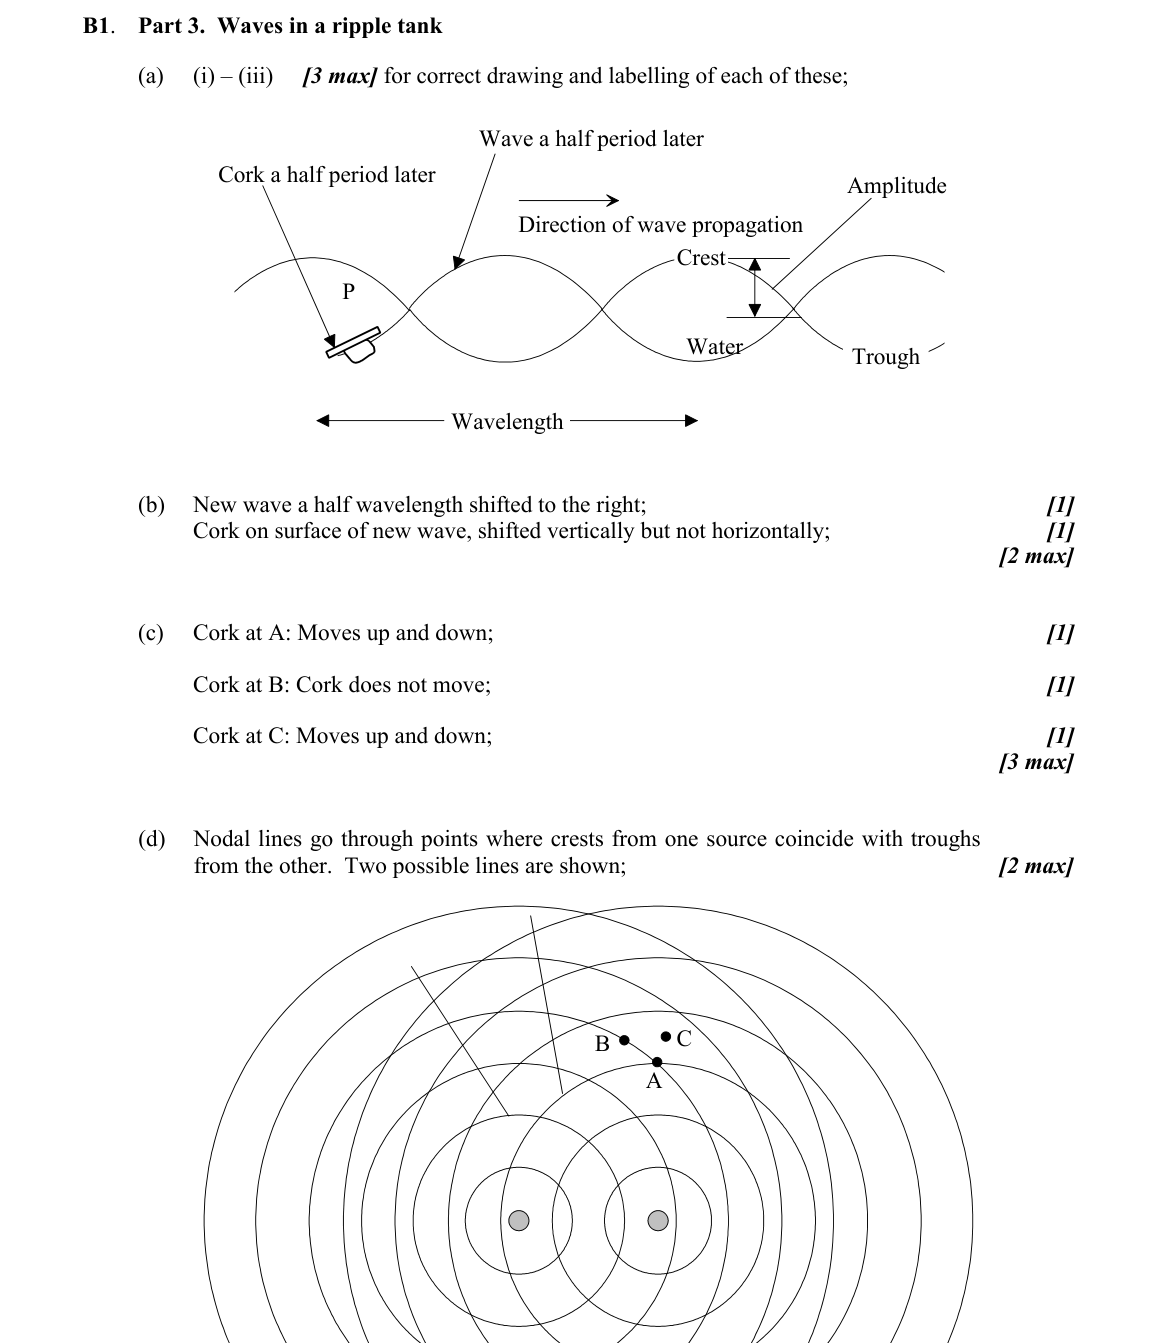 B1. Part 3. Waves in a ripple tank
(a) (i) – (iii) [3 max] for correct drawing and labelling of each of these;
Wave a half period later
Cork a half period later
Amplitude
Direction of wave propagation
Crest
P
Water
Trough
Wavelength
(b) New wave a half wavelength shifted to the right; [1]
Cork on surface of new wave, shifted vertically but not horizontally; [1]
[2 max]
(c) Cork at A: Moves up and down; [1]
Cork at B: Cork does not move; [1]
Cork at C: Moves up and down; [1]
[3 max]
(d) Nodal lines go through points where crests from one source coincide with troughs
from the other. Two possible lines are shown; [2 max]
B
C
A